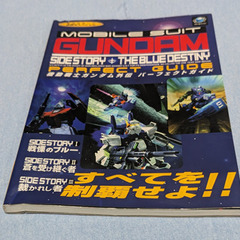 MOBILE SUIT
GUNDAM
SIDE STORY THE BLUE DESTINY
PERFECT GUIDE
機動戦士ガンダム外伝 パーフェクトガイド
SIDE STORY I
戦慄のブルー
SIDE STORY II
蒼を受け継ぐ者
SIDE STORY III
裁かれし者
すべてを
制覇せよ!!